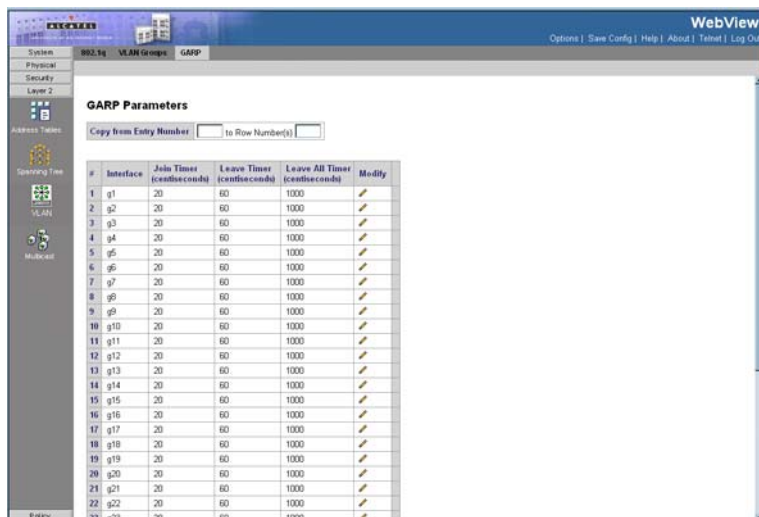 ALCATEL
WebView
Options | Save Config | Help | About | Telnet | Log Out
System
Physical
Security
Layer 2
Address Tables
Spanning Tree
VLAN
Multicast
Policy
802.1q VLAN Groups GARP
GARP Parameters
Copy from Entry Number to Row Number(s)
# Interface Join Timer (centiseconds) Leave Timer (centiseconds) Leave All Timer (centiseconds) Modify
1 g1 20 60 1000
2 g2 20 60 1000
3 g3 20 60 1000
4 g4 20 60 1000
5 g5 20 60 1000
6 g6 20 60 1000
7 g7 20 60 1000
8 g8 20 60 1000
9 g9 20 60 1000
10 g10 20 60 1000
11 g11 20 60 1000
12 g12 20 60 1000
13 g13 20 60 1000
14 g14 20 60 1000
15 g15 20 60 1000
16 g16 20 60 1000
17 g17 20 60 1000
18 g18 20 60 1000
19 g19 20 60 1000
20 g20 20 60 1000
21 g21 20 60 1000
22 g22 20 60 1000